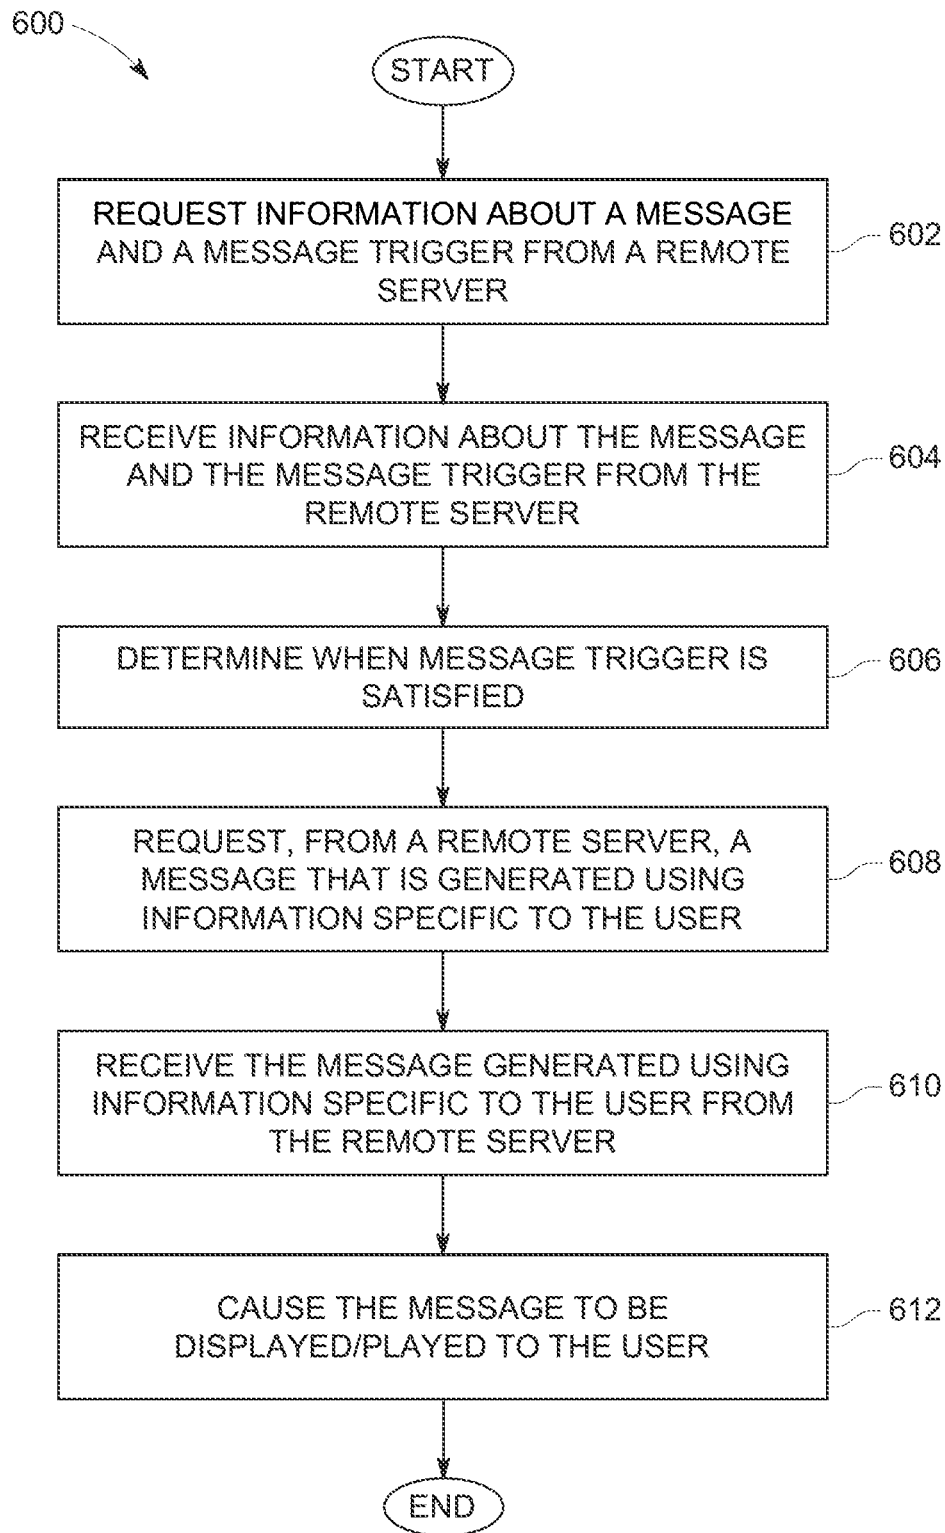 600
START
REQUEST INFORMATION ABOUT A MESSAGE
AND A MESSAGE TRIGGER FROM A REMOTE
SERVER
602
RECEIVE INFORMATION ABOUT THE MESSAGE
AND THE MESSAGE TRIGGER FROM THE
REMOTE SERVER
604
DETERMINE WHEN MESSAGE TRIGGER IS
SATISFIED
606
REQUEST, FROM A REMOTE SERVER, A
MESSAGE THAT IS GENERATED USING
INFORMATION SPECIFIC TO THE USER
608
RECEIVE THE MESSAGE GENERATED USING
INFORMATION SPECIFIC TO THE USER FROM
THE REMOTE SERVER
610
CAUSE THE MESSAGE TO BE
DISPLAYED/PLAYED TO THE USER
612
END